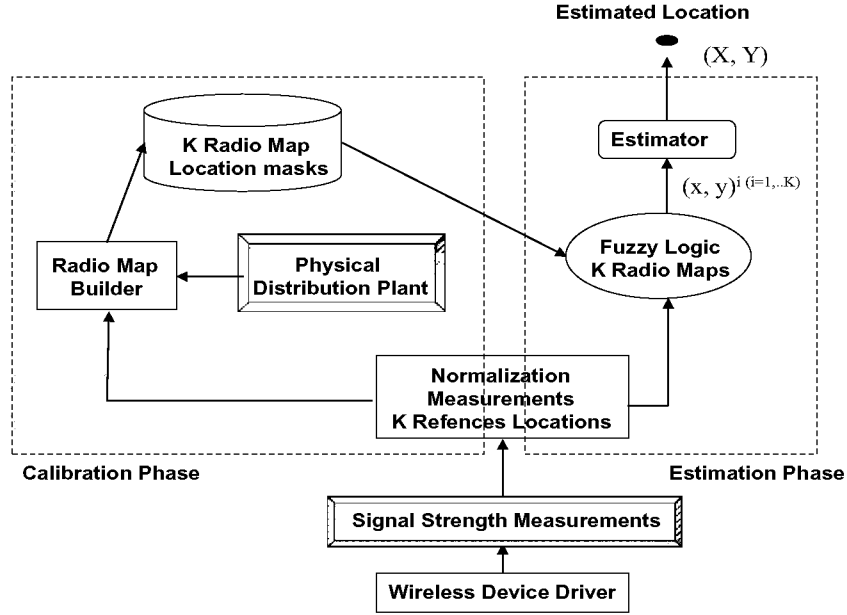 Estimated Location
(X, Y)
K Radio Map
Location masks
Estimator
(x, y)i (i=1,..K)
Radio Map
Builder
Physical
Distribution Plant
Fuzzy Logic
K Radio Maps
Normalization
Measurements
K Refences Locations
Calibration Phase
Estimation Phase
Signal Strength Measurements
Wireless Device Driver